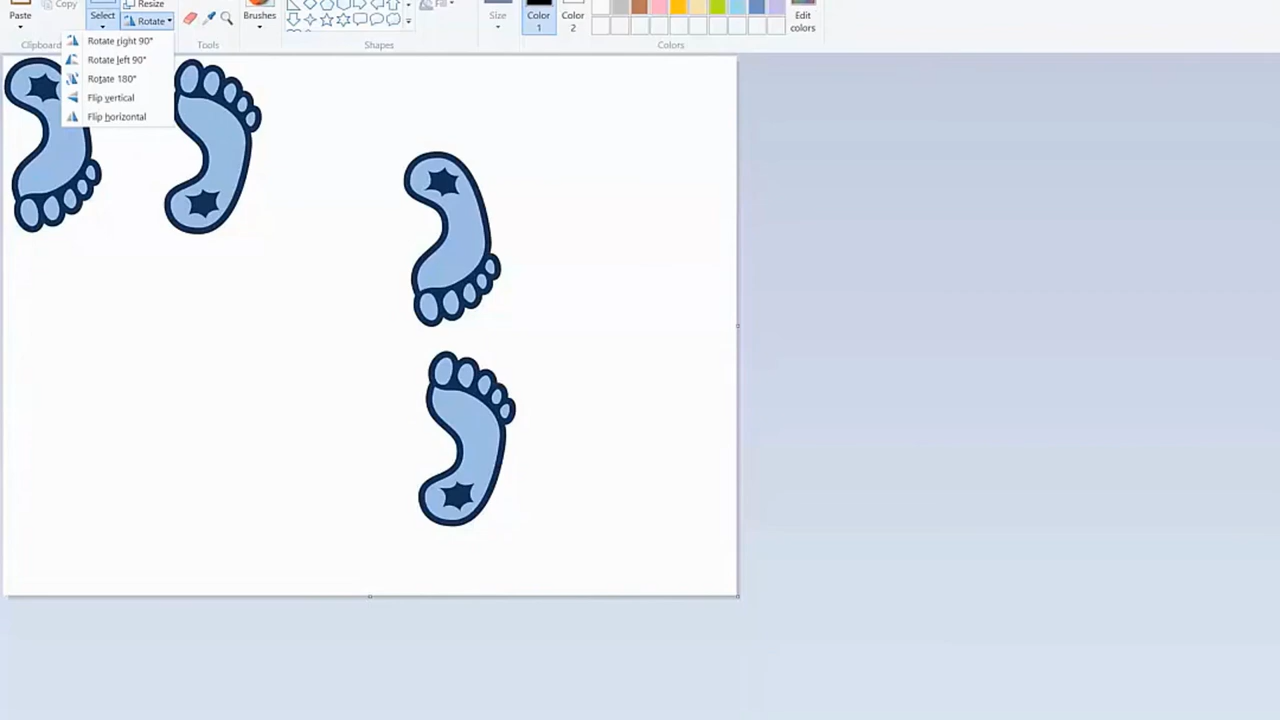 Paste
Copy
Select
Resize
Rotate
Brushes
Fill
Size
Color 1
Color 2
Edit colors
Clipboard
Tools
Shapes
Colors
Rotate right 90°
Rotate left 90°
Rotate 180°
Flip vertical
Flip horizontal